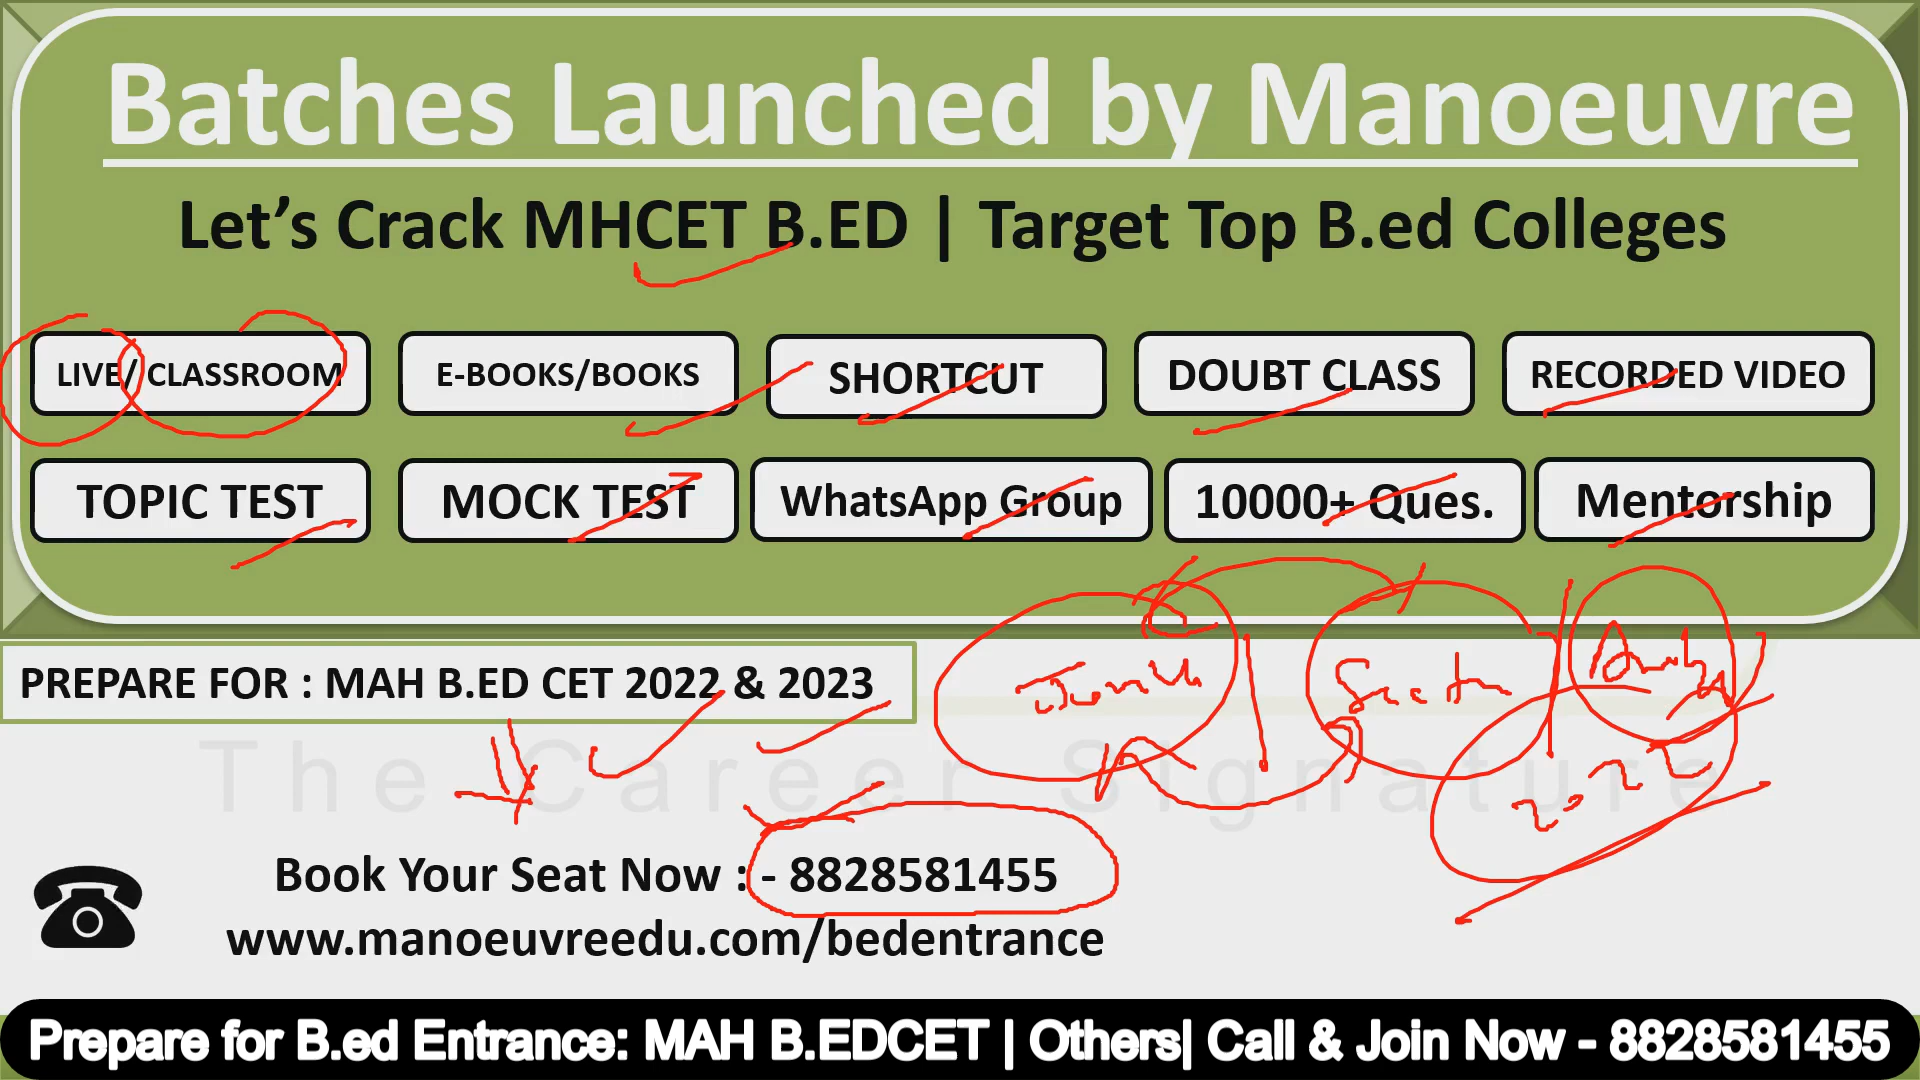 Batches Launched by Manoeuvre
Let’s Crack MHCET B.ED | Target Top B.ed Colleges
LIVE/ CLASSROOM
E-BOOKS/BOOKS
SHORTCUT
DOUBT CLASS
RECORDED VIDEO
TOPIC TEST
MOCK TEST
WhatsApp Group
10000+ Ques.
Mentorship
PREPARE FOR : MAH B.ED CET 2022 & 2023
The Career Signature
Book Your Seat Now : - 8828581455
www.manoeuvreedu.com/bedentrance
Prepare for B.ed Entrance: MAH B.EDCET | Others| Call & Join Now - 8828581455